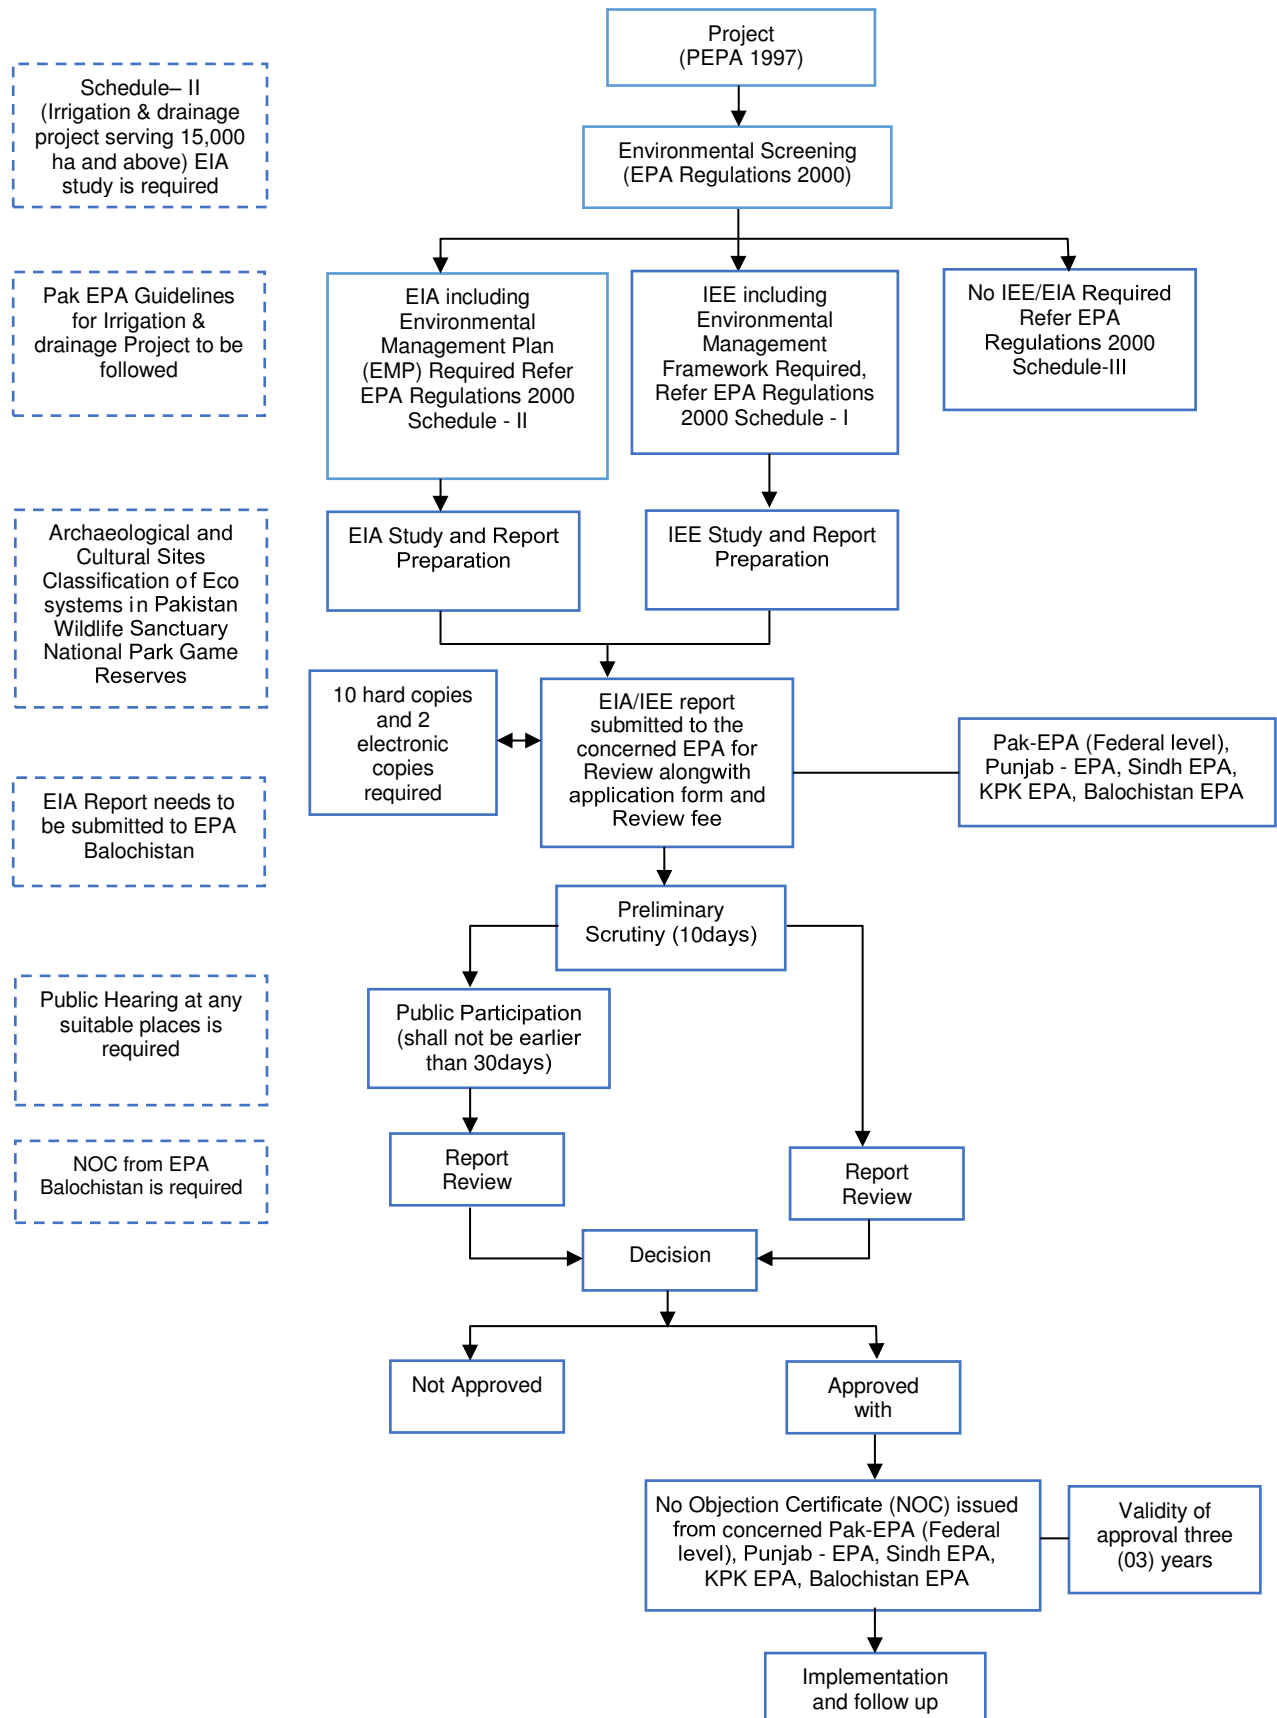 Project
(PEPA 1997)
Schedule– II
(Irrigation & drainage
project serving 15,000
ha and above) EIA
study is required
Environmental Screening
(EPA Regulations 2000)
Pak EPA Guidelines
for Irrigation &
drainage Project to be
followed
EIA including
Environmental
Management Plan
(EMP) Required Refer
EPA Regulations 2000
Schedule - II
IEE including
Environmental
Management
Framework Required,
Refer EPA Regulations
2000 Schedule - I
No IEE/EIA Required
Refer EPA
Regulations 2000
Schedule-III
Archaeological and
Cultural Sites
Classification of Eco
systems in Pakistan
Wildlife Sanctuary
National Park Game
Reserves
EIA Study and Report
Preparation
IEE Study and Report
Preparation
10 hard copies
and 2
electronic
copies
required
EIA/IEE report
submitted to the
concerned EPA for
Review alongwith
application form and
Review fee
Pak-EPA (Federal level),
Punjab - EPA, Sindh EPA,
KPK EPA, Balochistan EPA
EIA Report needs to
be submitted to EPA
Balochistan
Preliminary
Scrutiny (10days)
Public Hearing at any
suitable places is
required
Public Participation
(shall not be earlier
than 30days)
NOC from EPA
Balochistan is required
Report
Review
Report
Review
Decision
Not Approved
Approved
with
No Objection Certificate (NOC) issued
from concerned Pak-EPA (Federal
level), Punjab - EPA, Sindh EPA,
KPK EPA, Balochistan EPA
Validity of
approval three
(03) years
Implementation
and follow up